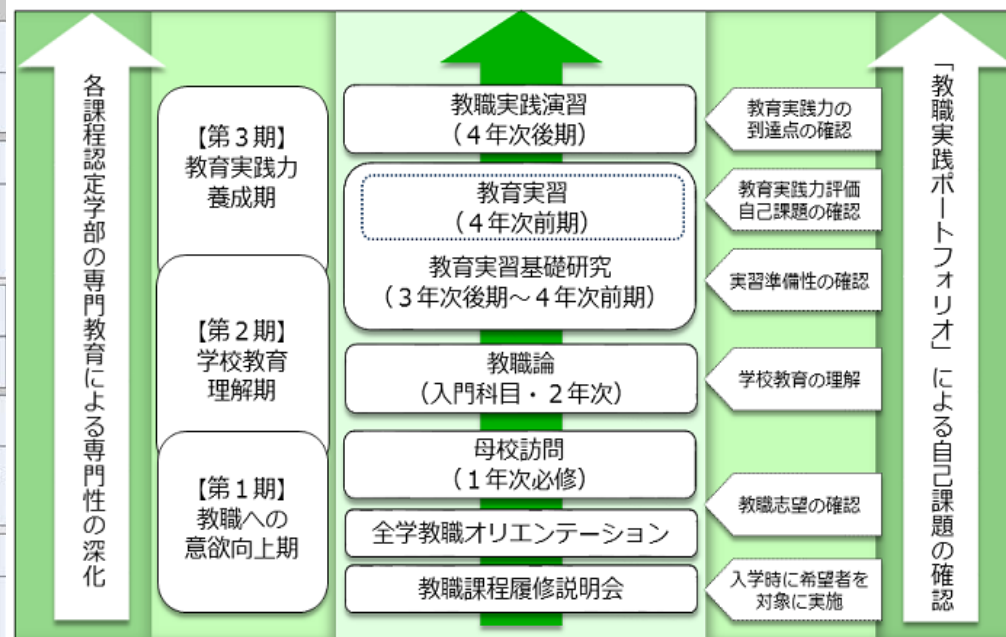 各課程認定学部の専門教育による専門性の深化
【第３期】
教育実践力
養成期
【第２期】
学校教育
理解期
【第１期】
教職への
意欲向上期
教職実践演習
（４年次後期）
教育実習
（４年次前期）
教育実習基礎研究
（３年次後期～４年次前期）
教職論
（入門科目・２年次）
母校訪問
（１年次必修）
全学教職オリエンテーション
教職課程履修説明会
教育実践力の
到達点の確認
教育実践力評価
自己課題の確認
実習準備性の確認
学校教育の理解
教職志望の確認
入学時に希望者を
対象に実施
「教職実践ポートフォリオ」による自己課題の確認